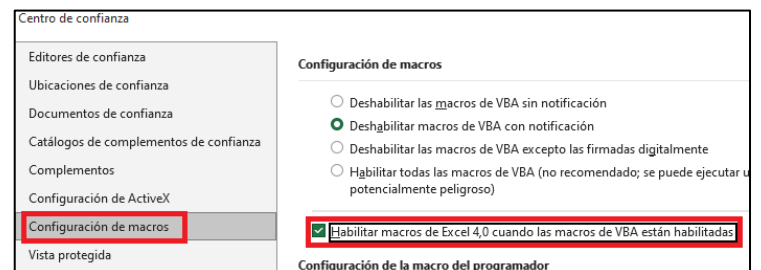 Centro de confianza
Editores de confianza
Ubicaciones de confianza
Documentos de confianza
Catálogos de complementos de confianza
Complementos
Configuración de ActiveX
Configuración de macros
Vista protegida
Configuración de macros
Deshabilitar las macros de VBA sin notificación
Deshabilitar macros de VBA con notificación
Deshabilitar las macros de VBA excepto las firmadas digitalmente
Habilitar todas las macros de VBA (no recomendado; se puede ejecutar
potencialmente peligroso)
Habilitar macros de Excel 4,0 cuando las macros de VBA están habilitadas
Configuración de la macro del programador